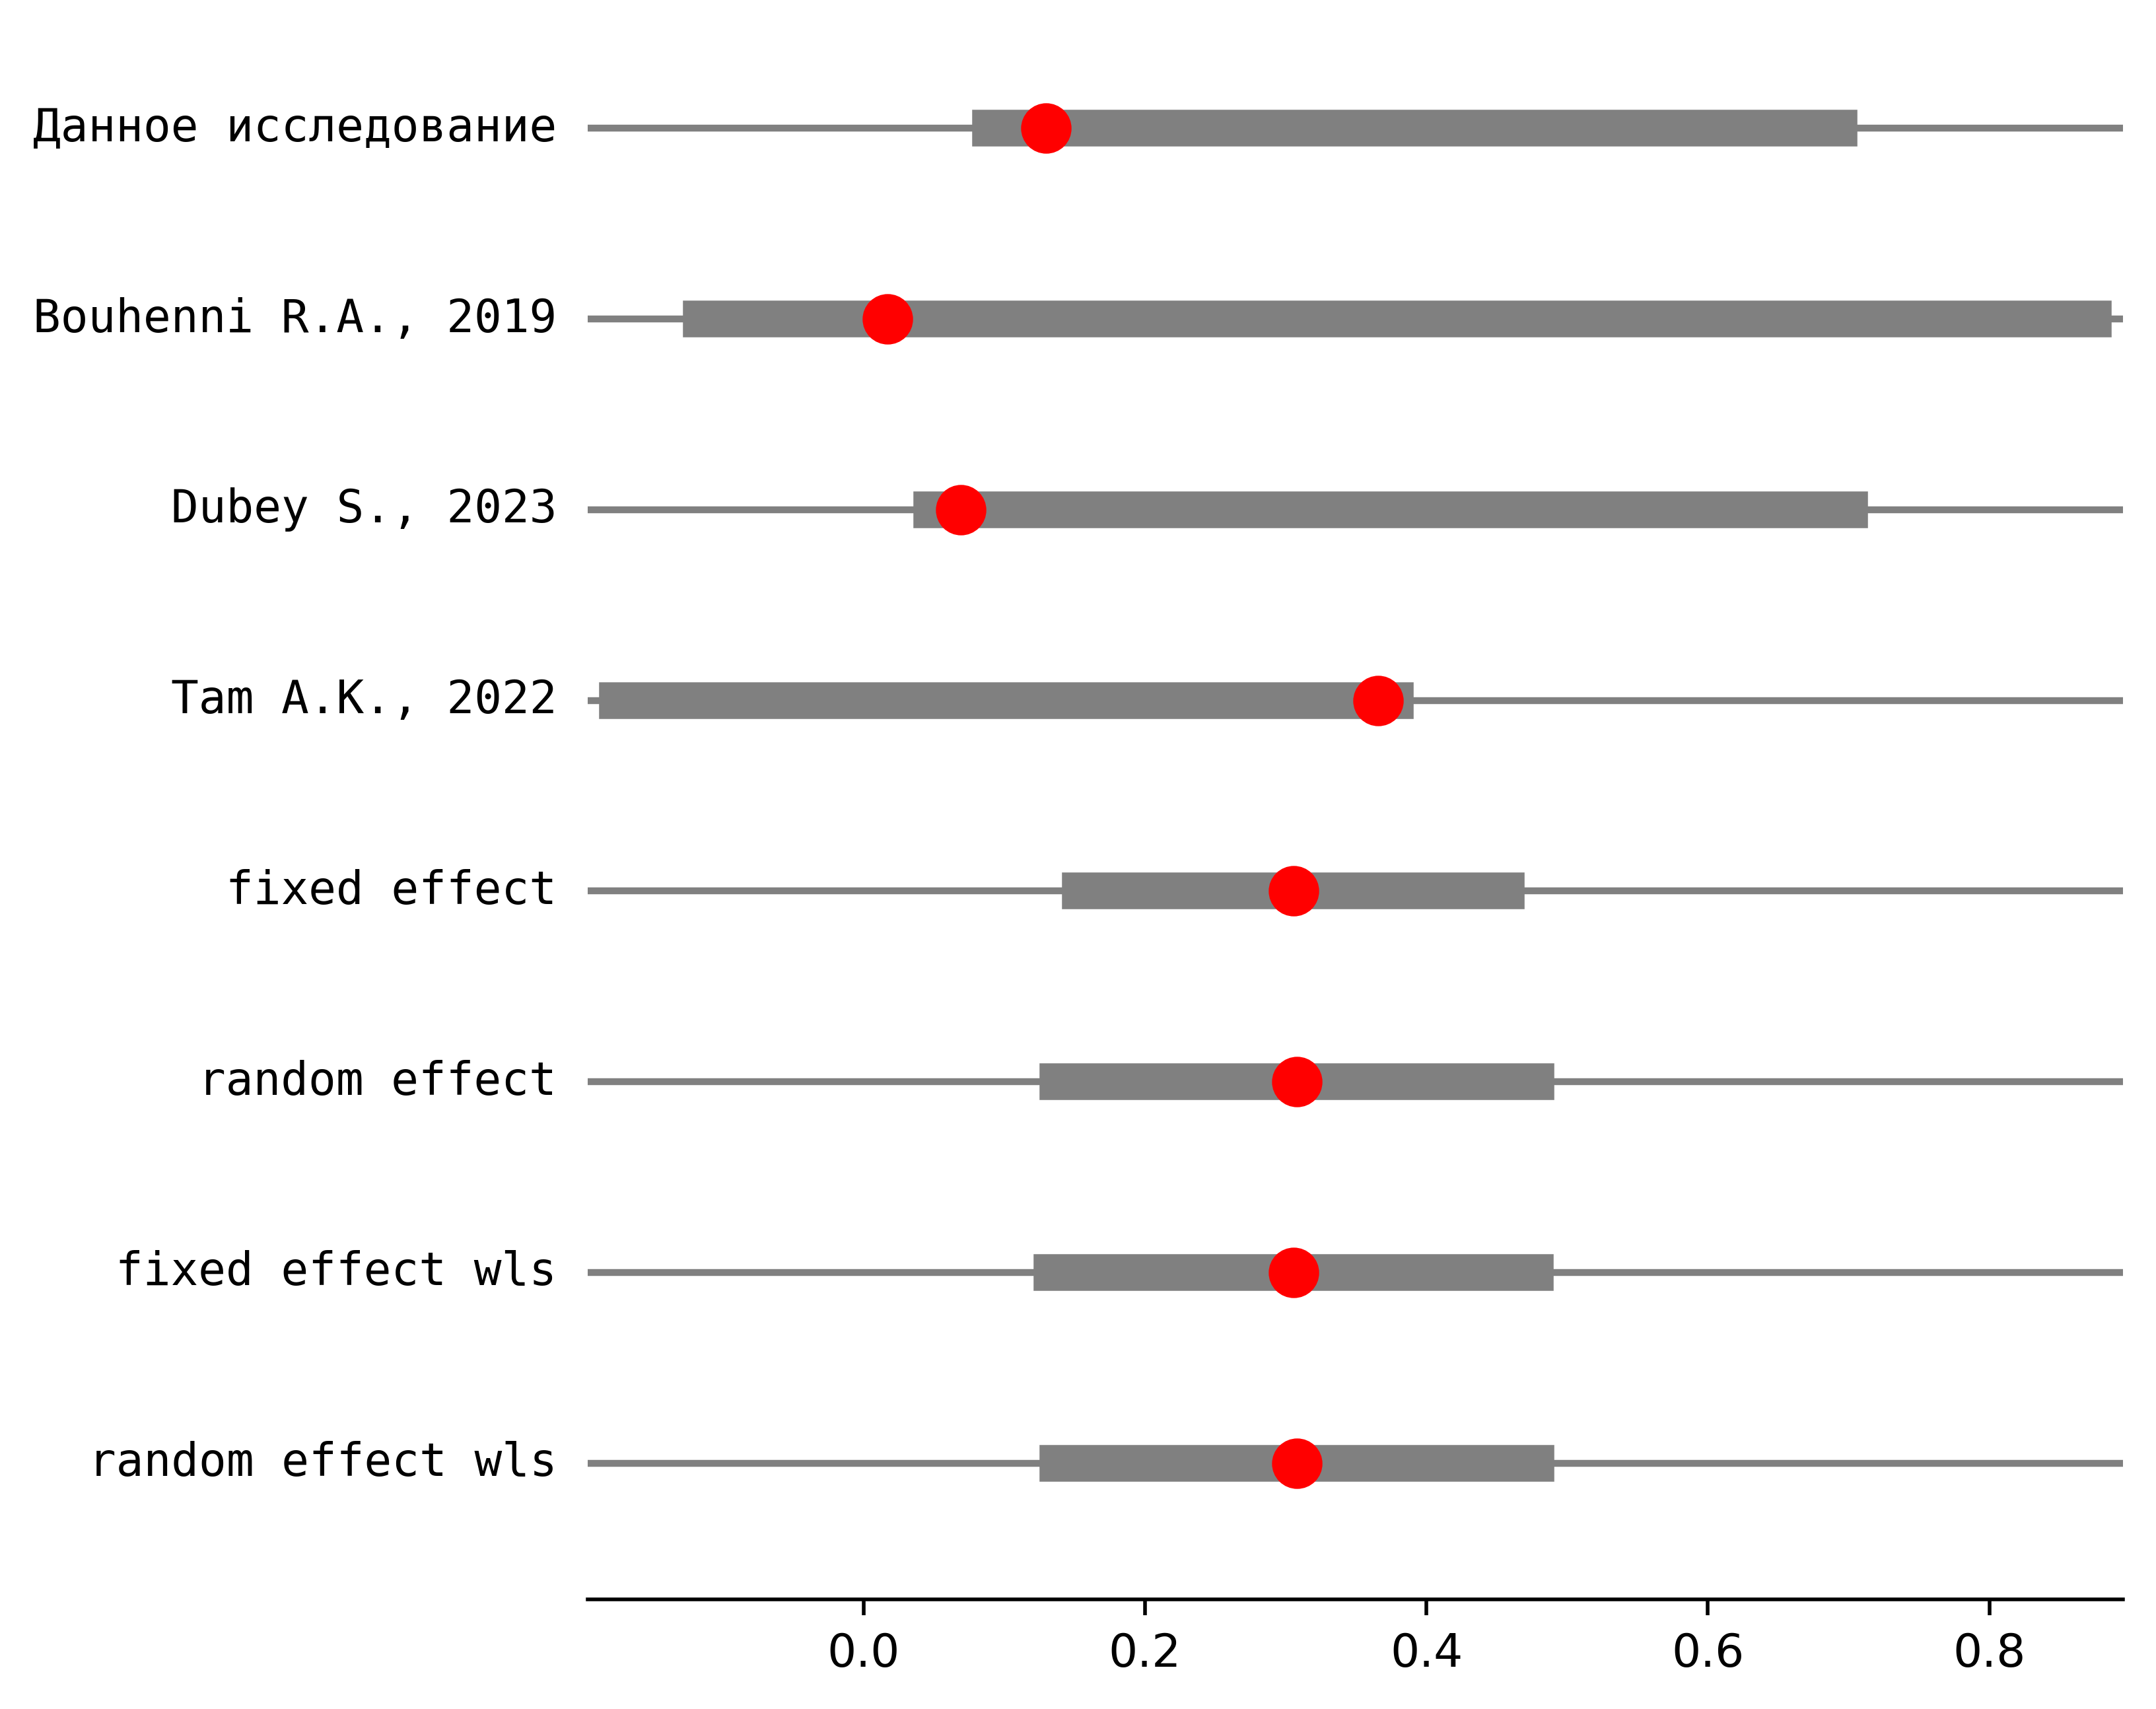 Данное исследование
Bouhenni R.A., 2019
Dubey S., 2023
Tam A.K., 2022
fixed effect
random effect
fixed effect wls
random effect wls
0.0 0.2 0.4 0.6 0.8